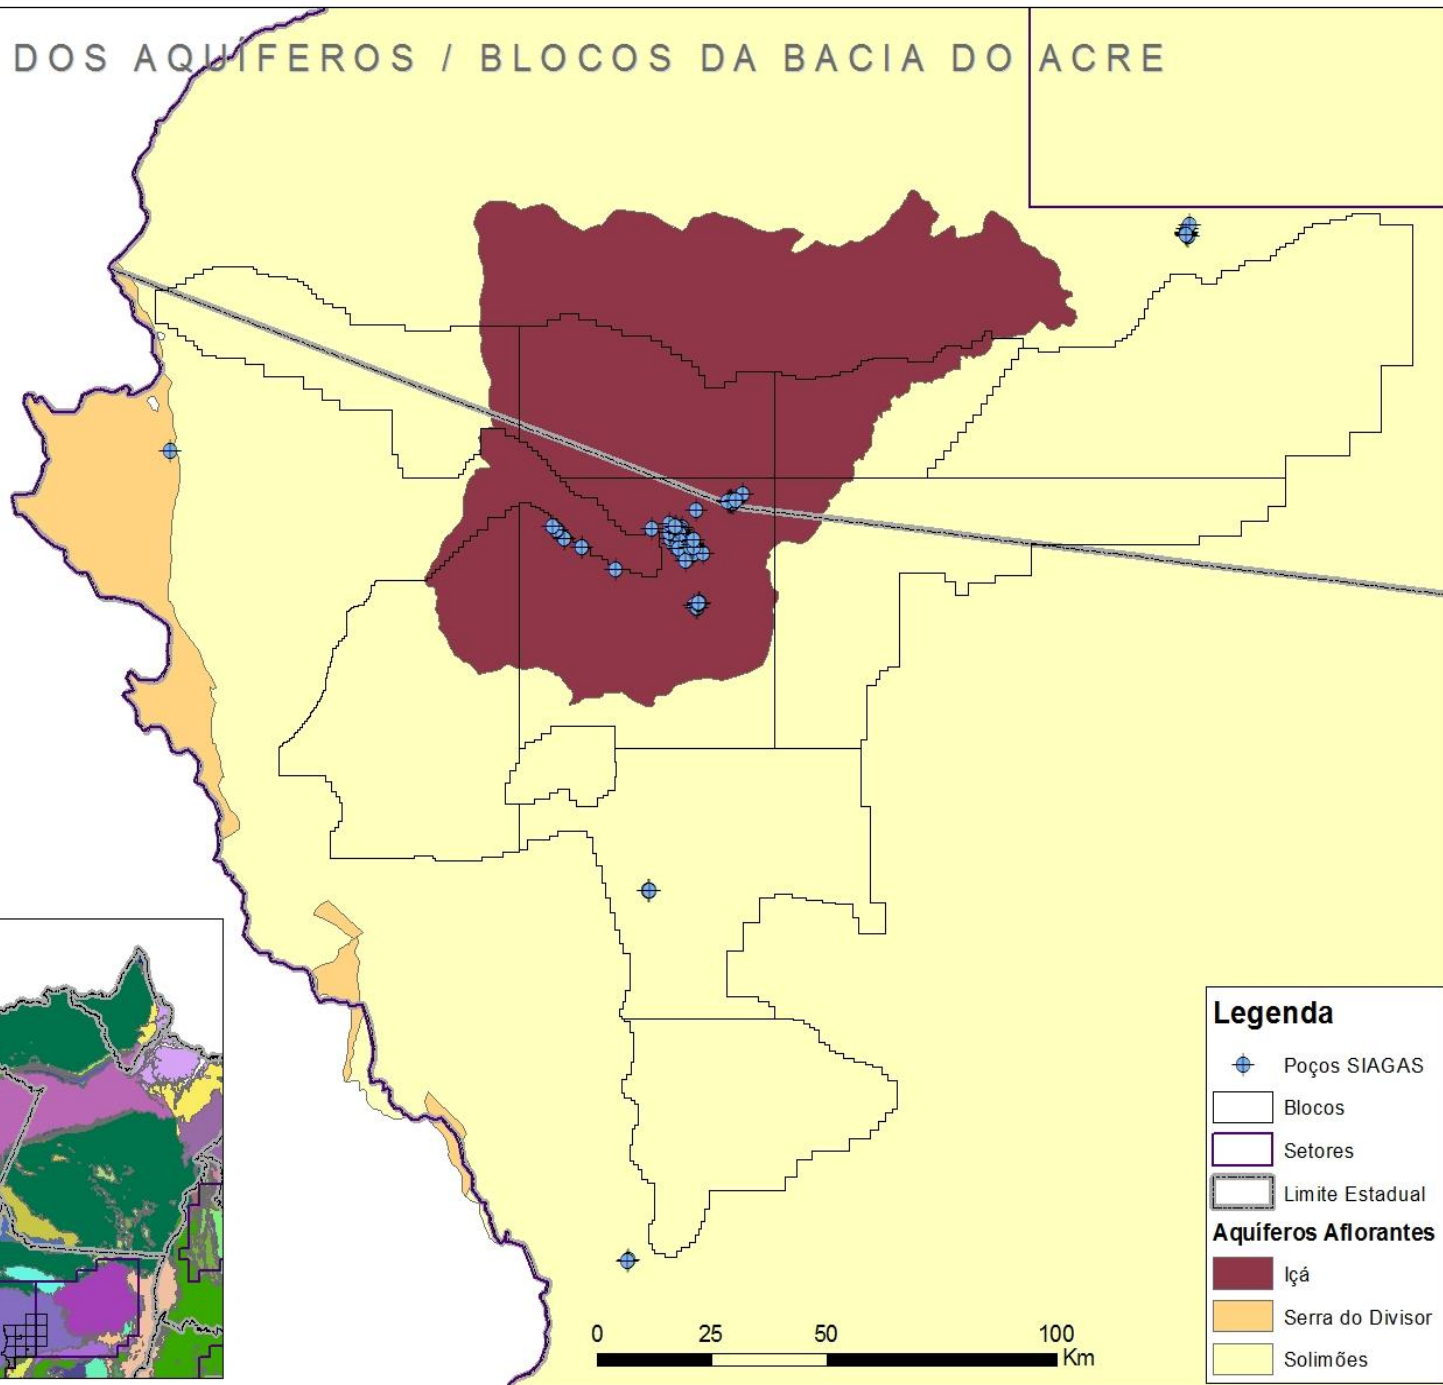 DOS AQUÍFEROS / BLOCOS DA BACIA DO ACRE
Legenda
Poços SIAGAS
Blocos
Setores
Limite Estadual
Aquíferos Aflorantes
Içá
Serra do Divisor
Solimões
0 25 50 100
Km